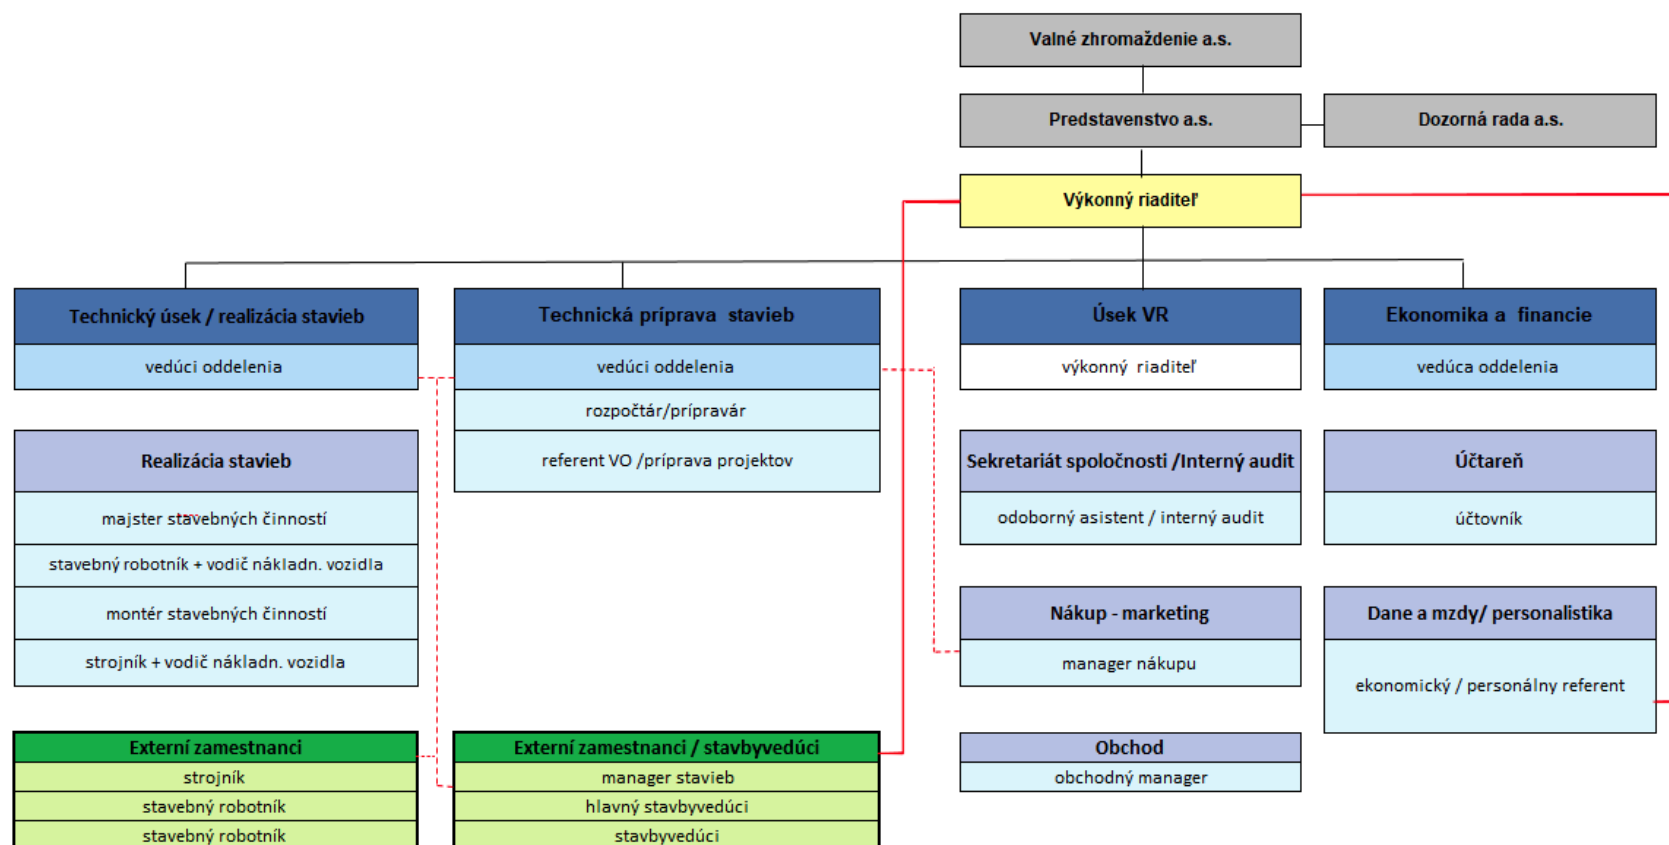 Valné zhromaždenie a.s.
Predstavenstvo a.s.
Dozorná rada a.s.
Výkonný riaditeľ
Technický úsek / realizácia stavieb
vedúci oddelenia
Technická príprava stavieb
vedúci oddelenia
rozpočtár/prípravár
referent VO /príprava projektov
Úsek VR
výkonný riaditeľ
Ekonomika a financie
vedúca oddelenia
Realizácia stavieb
majster stavebných činností
stavebný robotník + vodič nákladn. vozidla
montér stavebných činností
strojník + vodič nákladn. vozidla
Sekretariát spoločnosti /Interný audit
odoborný asistent / interný audit
Účtareň
účtovník
Nákup - marketing
manager nákupu
Dane a mzdy/ personalistika
ekonomický / personálny referent
Externí zamestnanci
strojník
stavebný robotník
stavebný robotník
Externí zamestnanci / stavbyvedúci
manager stavieb
hlavný stavbyvedúci
stavbyvedúci
Obchod
obchodný manager